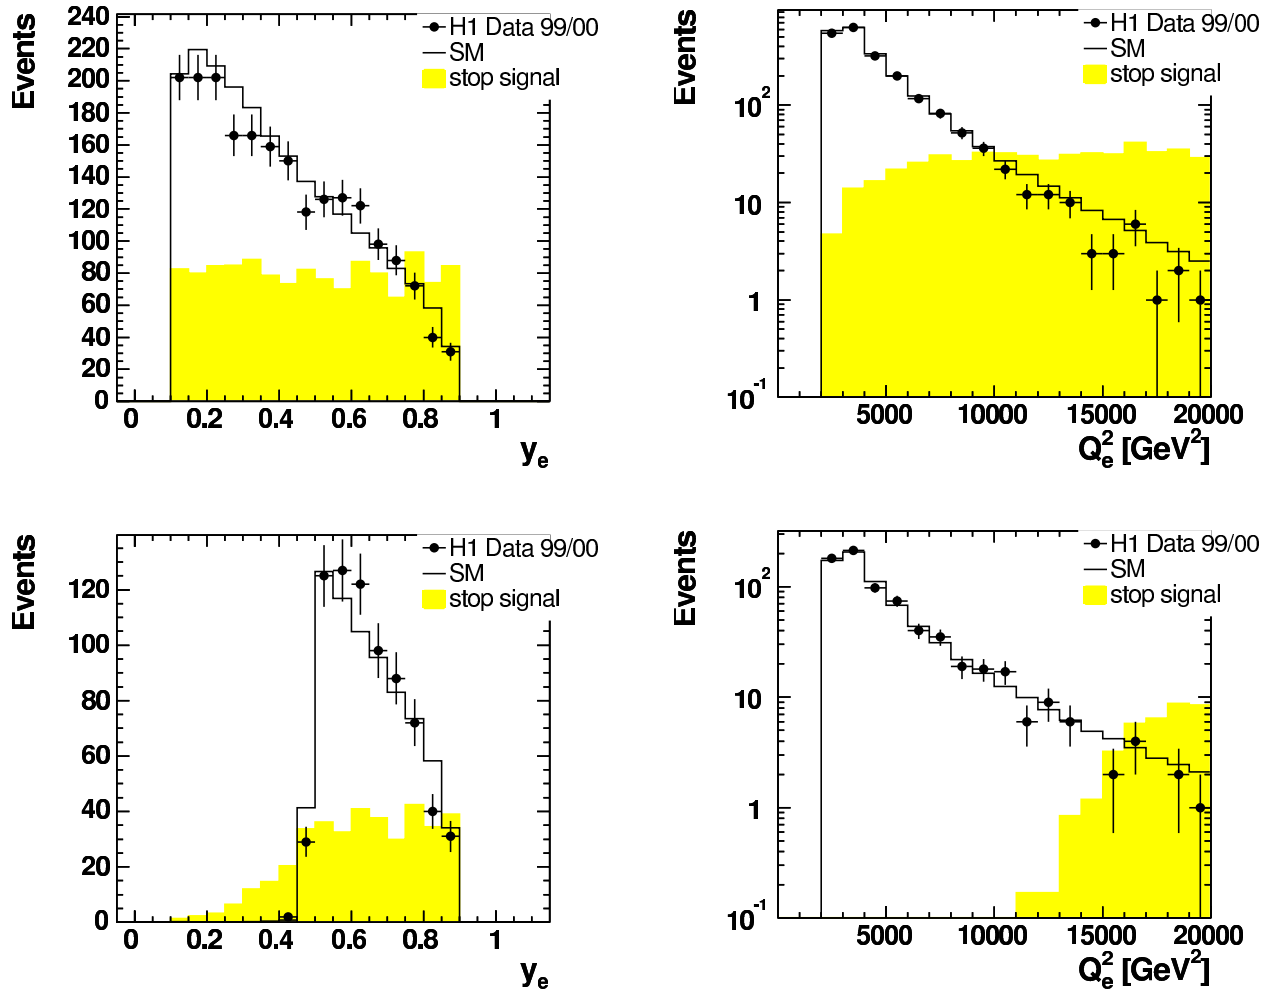 Events
240
220
200
180
160
140
120
100
80
60
40
20
0
0
0.2
0.4
0.6
0.8
1
y_e
H1 Data 99/00
SM
stop signal
Events
10^2
10
1
10^-1
5000
10000
15000
20000
Q_e^2 [GeV^2]
H1 Data 99/00
SM
stop signal
Events
120
100
80
60
40
20
0
0
0.2
0.4
0.6
0.8
1
y_e
H1 Data 99/00
SM
stop signal
Events
10^2
10
1
10^-1
5000
10000
15000
20000
Q_e^2 [GeV^2]
H1 Data 99/00
SM
stop signal